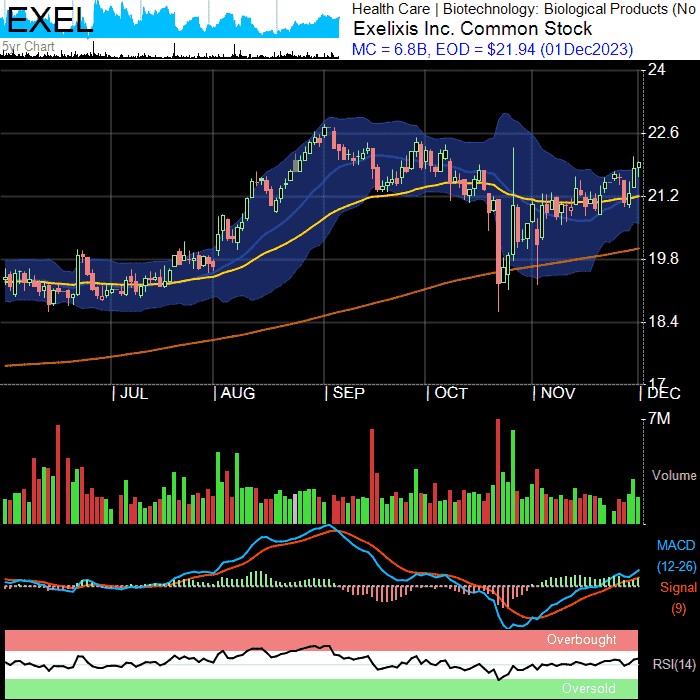 EXEL
5yr Chart
Health Care | Biotechnology: Biological Products (No
Exelixis Inc. Common Stock
MC = 6.8B, EOD = $21.94 (01Dec2023)
24
22.6
21.2
19.8
18.4
17
JUL AUG SEP OCT NOV DEC
7M
Volume
MACD
(12-26)
Signal
(9)
Overbought
RSI(14)
Oversold